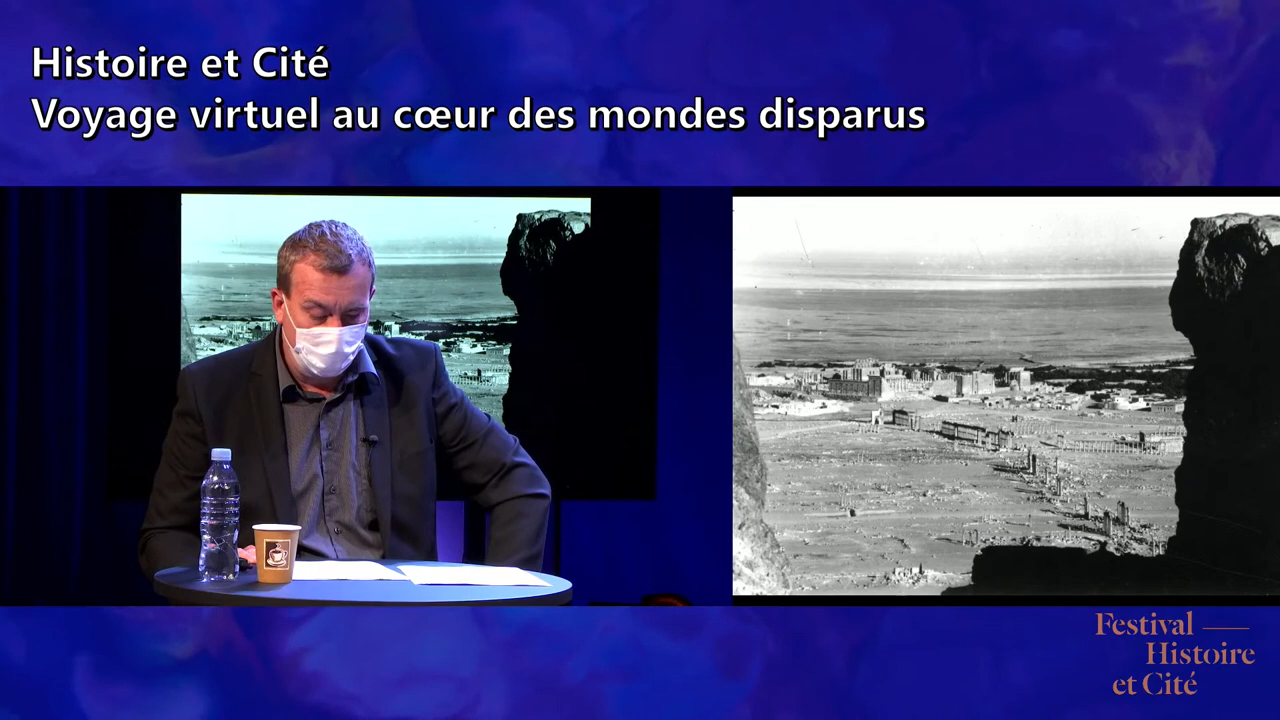 Histoire et Cité
Voyage virtuel au cœur des mondes disparus
Festival
Histoire
et Cité